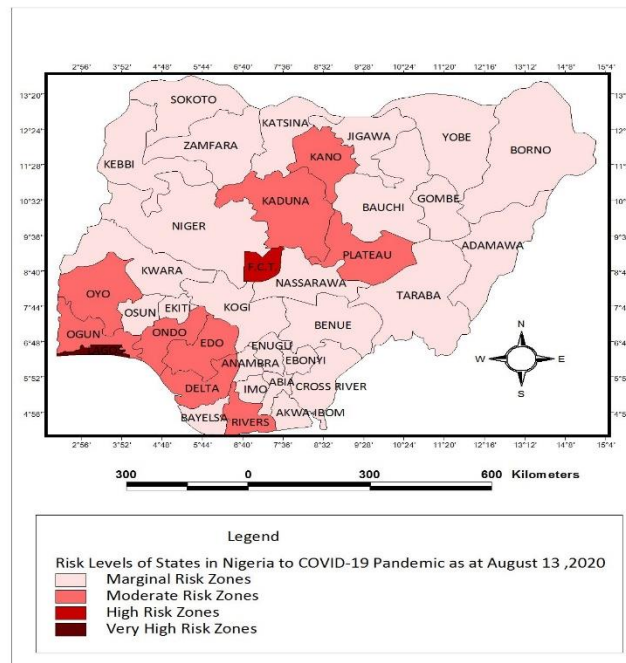 2°56' 3°52' 4°48' 5°44' 6°40' 7°36' 8°32' 9°28' 10°24' 11°20' 12°16' 13°12' 14°8' 15°4'
13°20'
SOKOTO
KATSINA
12°24'
JIGAWA
YOBE
ZAMFARA
BORNO
KANO
11°28'
KEBBI
10°32'
KADUNA
GOMBE
BAUCHI
NIGER
9°36'
PLATEAU
ADAMAWA
8°40'
KWARA
F.C.T.
NASSARAWA
TARABA
OYO
7°44'
OSUN
EKITI
KOGI
BENUE
OGUN
ONDO
6°48'
EDO
ENUGU
ANAMBRA
EBONYI
5°52'
DELTA
IMO
ABIA
CROSS RIVER
4°56'
BAYELSA
RIVERS
AKWA-IBOM
N
W E
S
2°56' 3°52' 4°48' 5°44' 6°40' 7°36' 8°32' 9°28' 10°24' 11°20' 12°16' 13°12' 14°8' 15°4'
300 0 300 600 Kilometers
Legend
Risk Levels of States in Nigeria to COVID-19 Pandemic as at August 13 ,2020
Marginal Risk Zones
Moderate Risk Zones
High Risk Zones
Very High Risk Zones